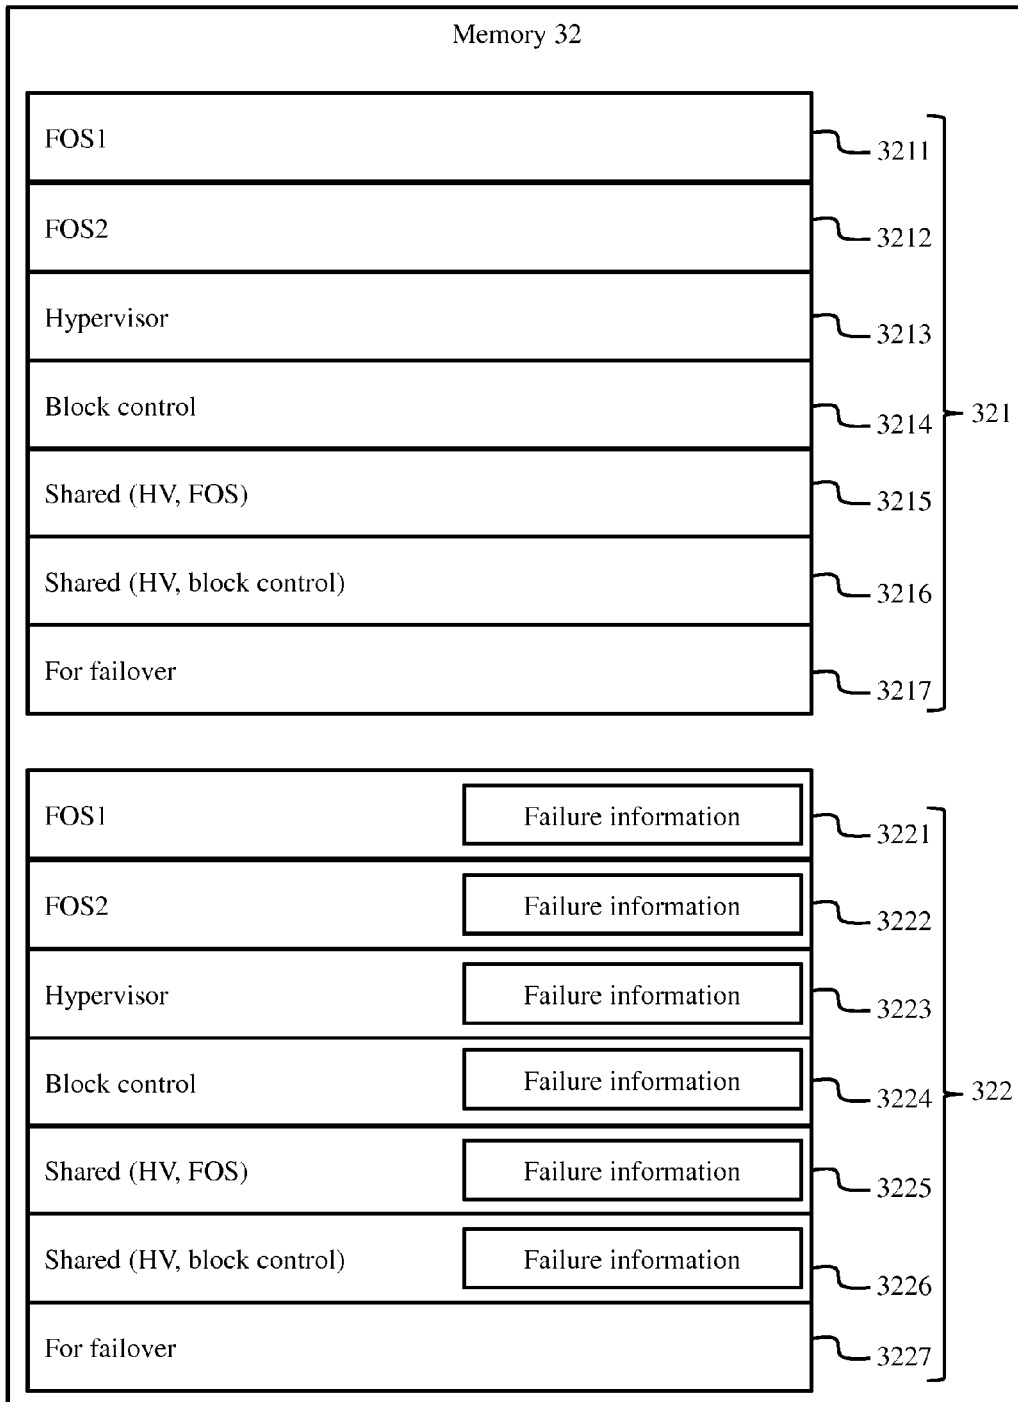 Memory 32
FOS1
3211
FOS2
3212
Hypervisor
3213
Block control
3214
321
Shared (HV, FOS)
3215
Shared (HV, block control)
3216
For failover
3217
FOS1 Failure information
3221
FOS2 Failure information
3222
Hypervisor Failure information
3223
Block control Failure information
3224
322
Shared (HV, FOS) Failure information
3225
Shared (HV, block control) Failure information
3226
For failover
3227